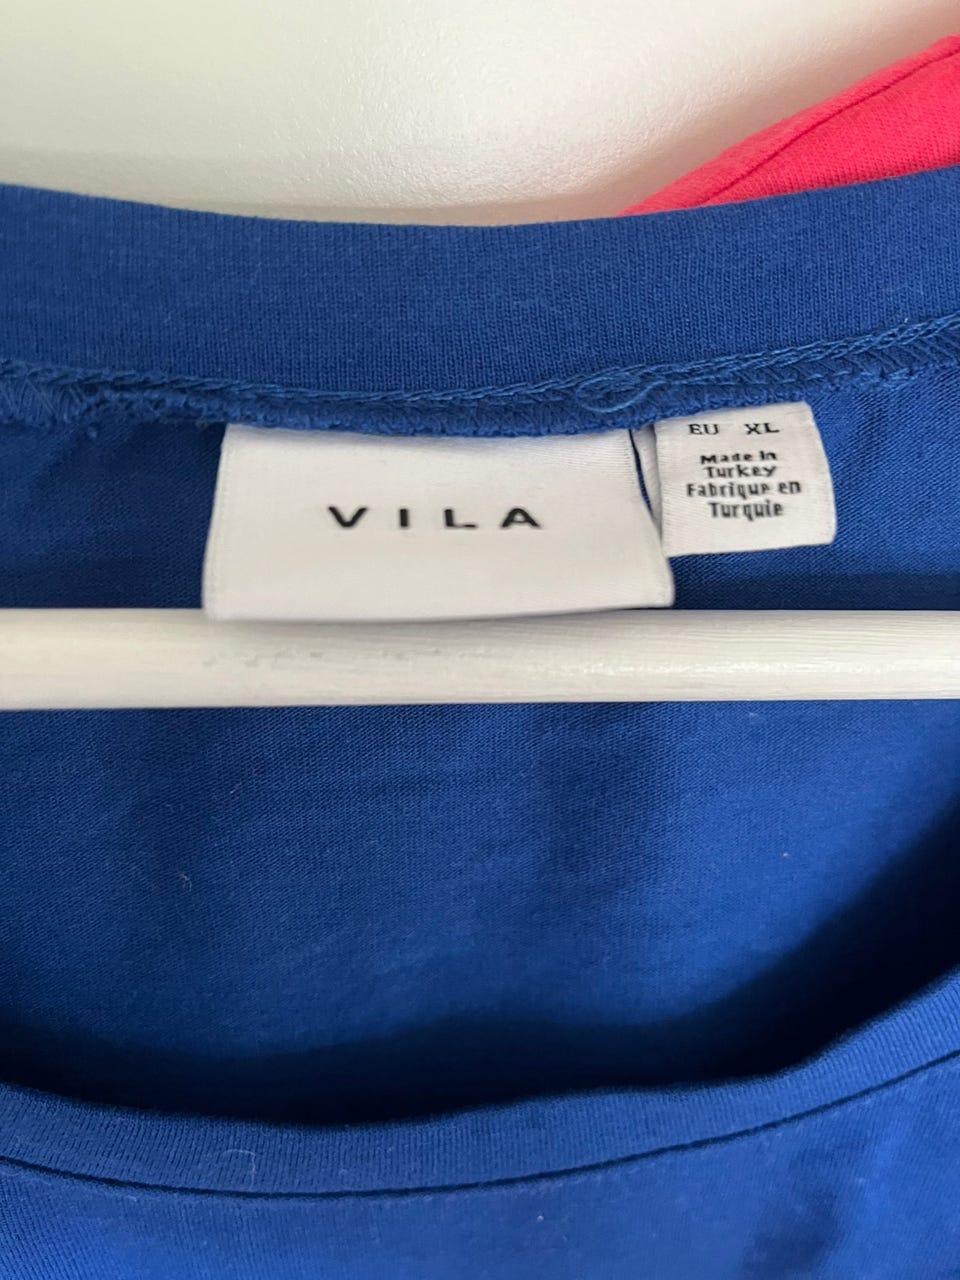 VILA
EU XL
Made in
Turkey
Fabrique en
Turquie